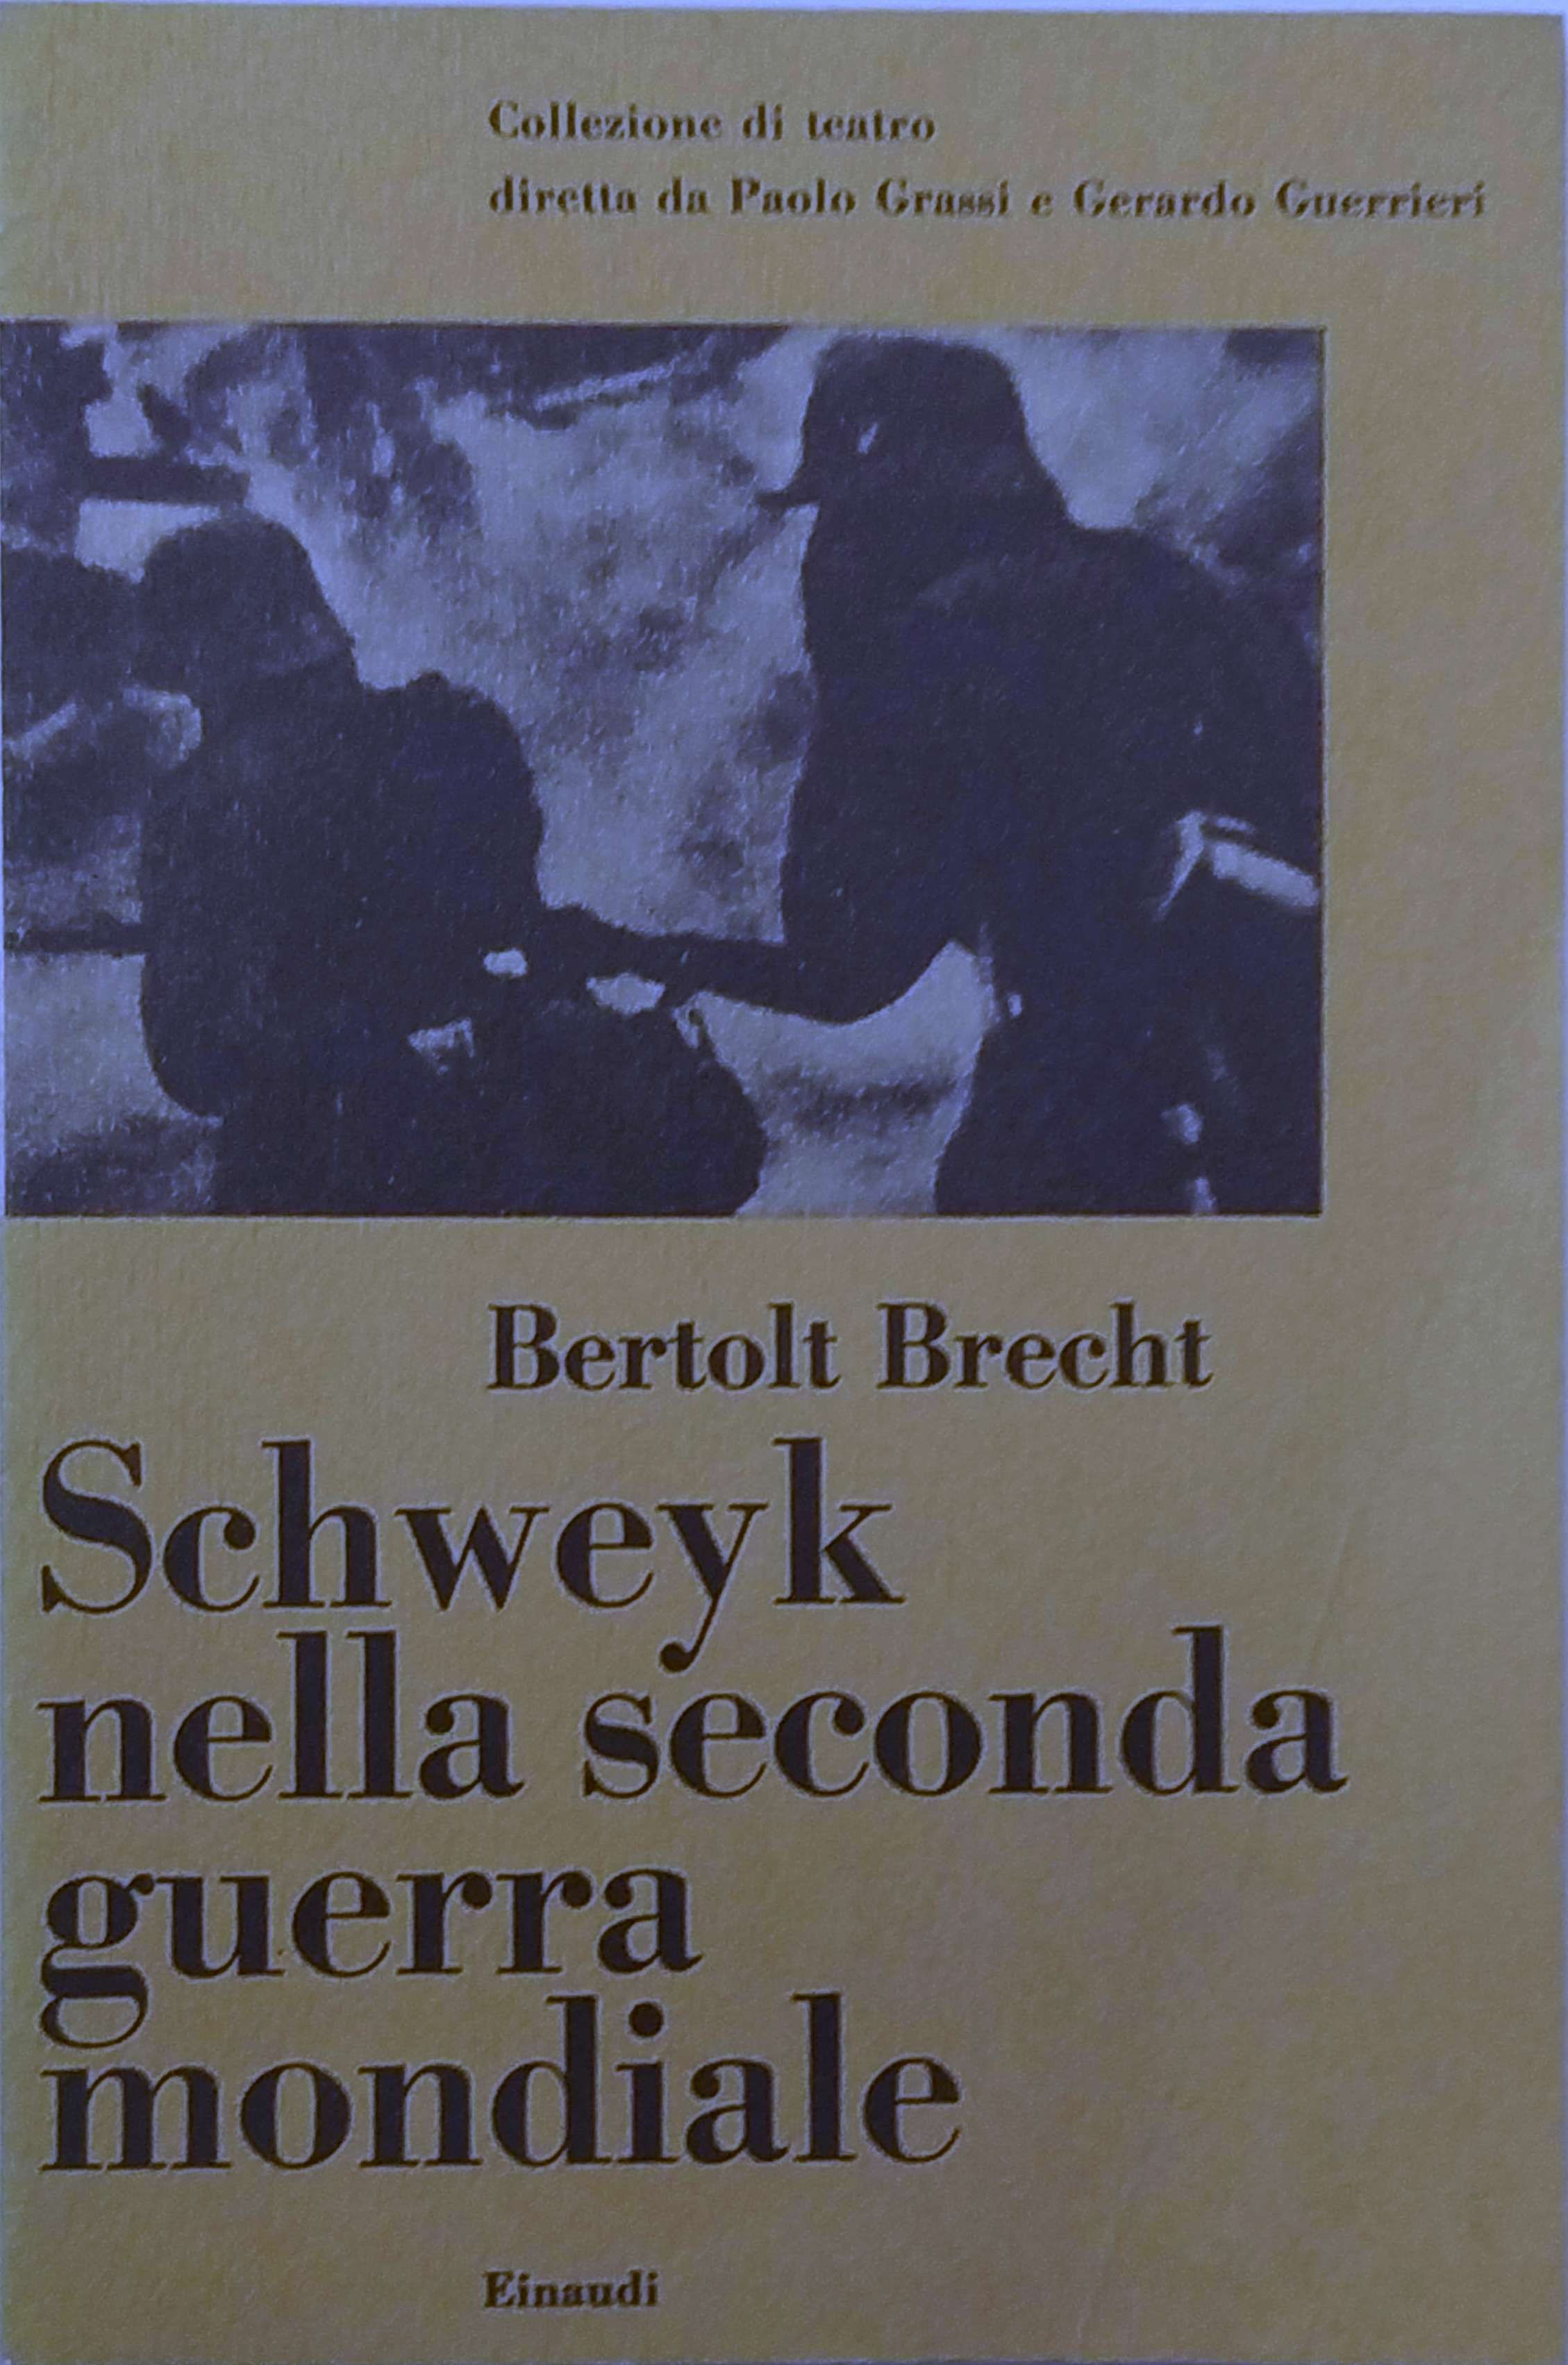 Collezione di teatro
diretta da Paolo Grassi e Gerardo Guerrieri
Bertolt Brecht
Schweyk
nella seconda
guerra
mondiale
Einaudi